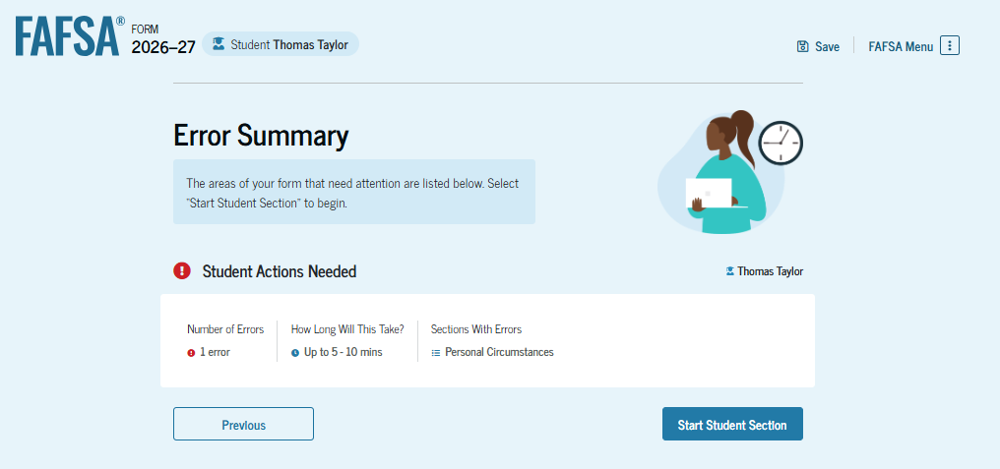 FAFSA® FORM
2026–27
Student Thomas Taylor
Save
FAFSA Menu
Error Summary
The areas of your form that need attention are listed below. Select
"Start Student Section" to begin.
Student Actions Needed
Thomas Taylor
Number of Errors
1 error
How Long Will This Take?
Up to 5 - 10 mins
Sections With Errors
Personal Circumstances
Previous
Start Student Section